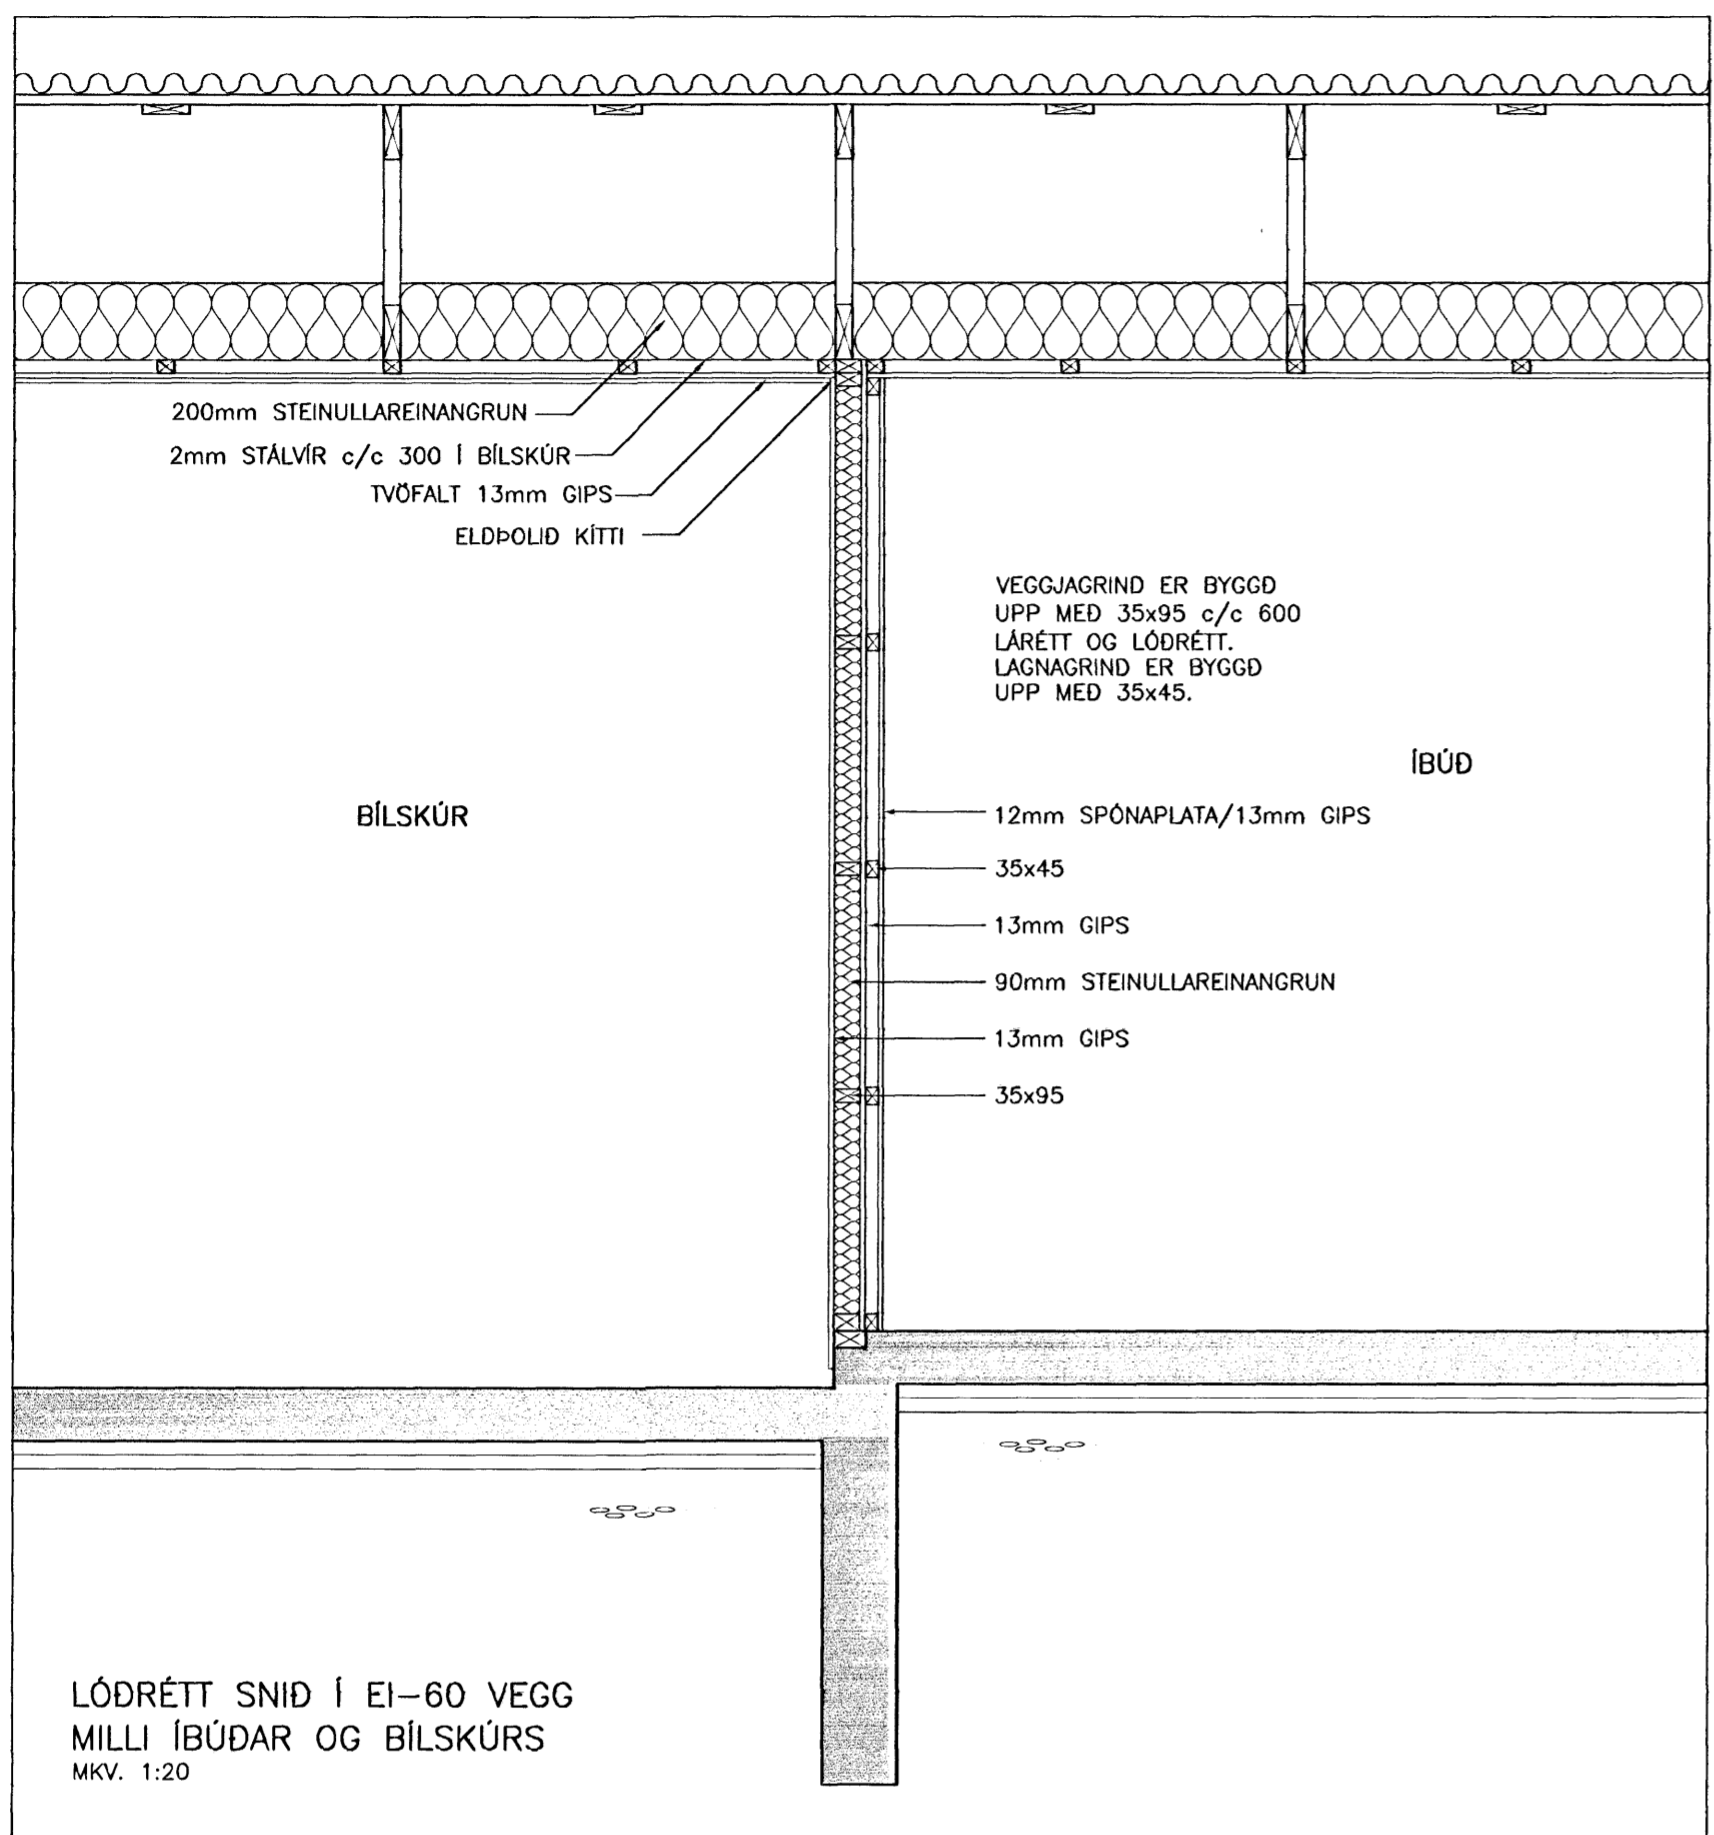 200mm STEINULLAREINANGRUN
2mm STÁLVÍR c/c 300 Í BÍLSKÚR
TVÖFALT 13mm GIPS
ELDÞOLIÐ KÍTTI
VEGGJAGRIND ER BYGGÐ
UPP MEÐ 35x95 c/c 600
LÁRÉTT OG LÓÐRÉTT.
LAGNAGRIND ER BYGGÐ
UPP MEÐ 35x45.
ÍBÚÐ
BÍLSKÚR
12mm SPÓNAPLATA/13mm GIPS
35x45
13mm GIPS
90mm STEINULLAREINANGRUN
13mm GIPS
35x95
LÓÐRÉTT SNIÐ Í EI-60 VEGG
MILLI ÍBÚÐAR OG BÍLSKÚRS
MKV. 1:20